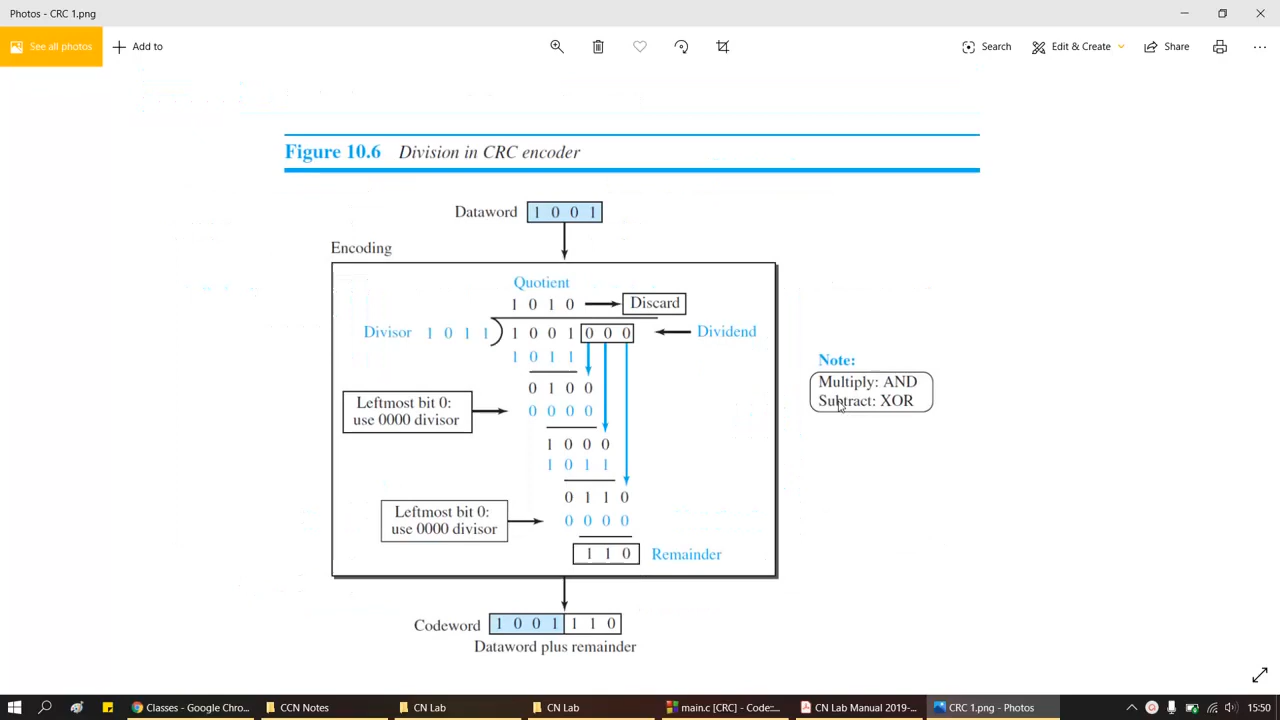 Photos - CRC 1.png
See all photos
Add to
Search
Edit & Create
Share
Figure 10.6 Division in CRC encoder
Dataword 1 0 0 1
Encoding
Quotient
1 0 1 0 Discard
Divisor 1 0 1 1 1 0 0 1 0 0 0 Dividend
1 0 1 1
0 1 0 0
Leftmost bit 0:
use 0000 divisor
0 0 0 0
1 0 0 0
1 0 1 1
0 1 1 0
Leftmost bit 0:
use 0000 divisor
0 0 0 0
1 1 0 Remainder
Note:
Multiply: AND
Subtract: XOR
Codeword 1 0 0 1 1 1 0
Dataword plus remainder
Classes - Google Chro...
CCN Notes
CN Lab
CN Lab
main.c [CRC] - Code:...
CN Lab Manual 2019-...
CRC 1.png - Photos
15:50